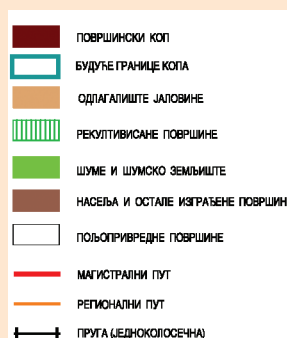 ПОВРШИНСКИ КОП
БУДУЋЕ ГРАНИЦЕ КОПА
ОДЛАГАЛИШТЕ ЈАЛОВИНЕ
РЕКУЛТИВИСАНЕ ПОВРШИНЕ
ШУМЕ И ШУМСКО ЗЕМЉИШТЕ
НАСЕЉА И ОСТАЛЕ ИЗГРАЂЕНЕ ПОВРШИН
ПОЉОПРИВРЕДНЕ ПОВРШИНЕ
МАГИСТРАЛНИ ПУТ
РЕГИОНАЛНИ ПУТ
ПРУГА (ЈЕДНОКОЛОСЕЧНА)